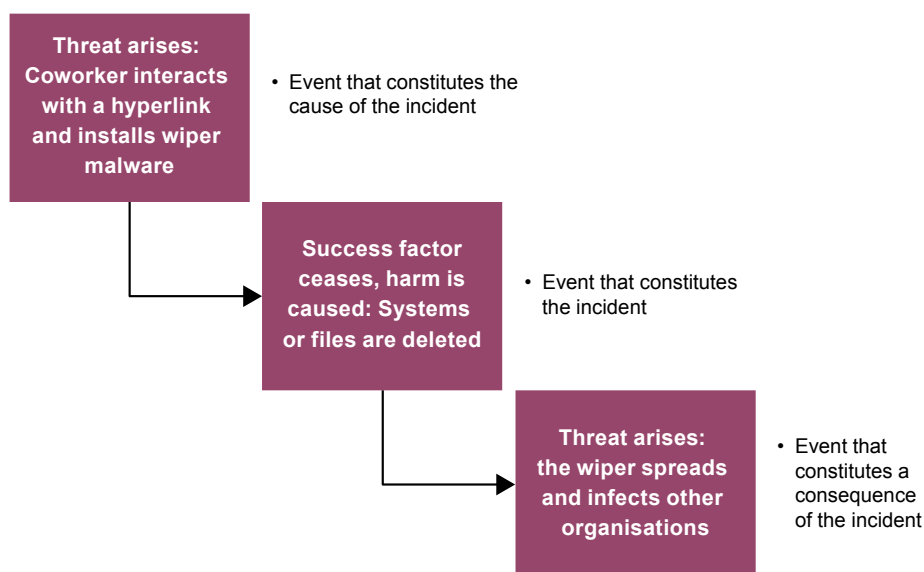 Threat arises:
Coworker interacts
with a hyperlink
and installs wiper
malware
• Event that constitutes the
cause of the incident
Success factor
ceases, harm is
caused: Systems
or files are deleted
• Event that constitutes
the incident
Threat arises:
the wiper spreads
and infects other
organisations
• Event that
constitutes a
consequence
of the incident